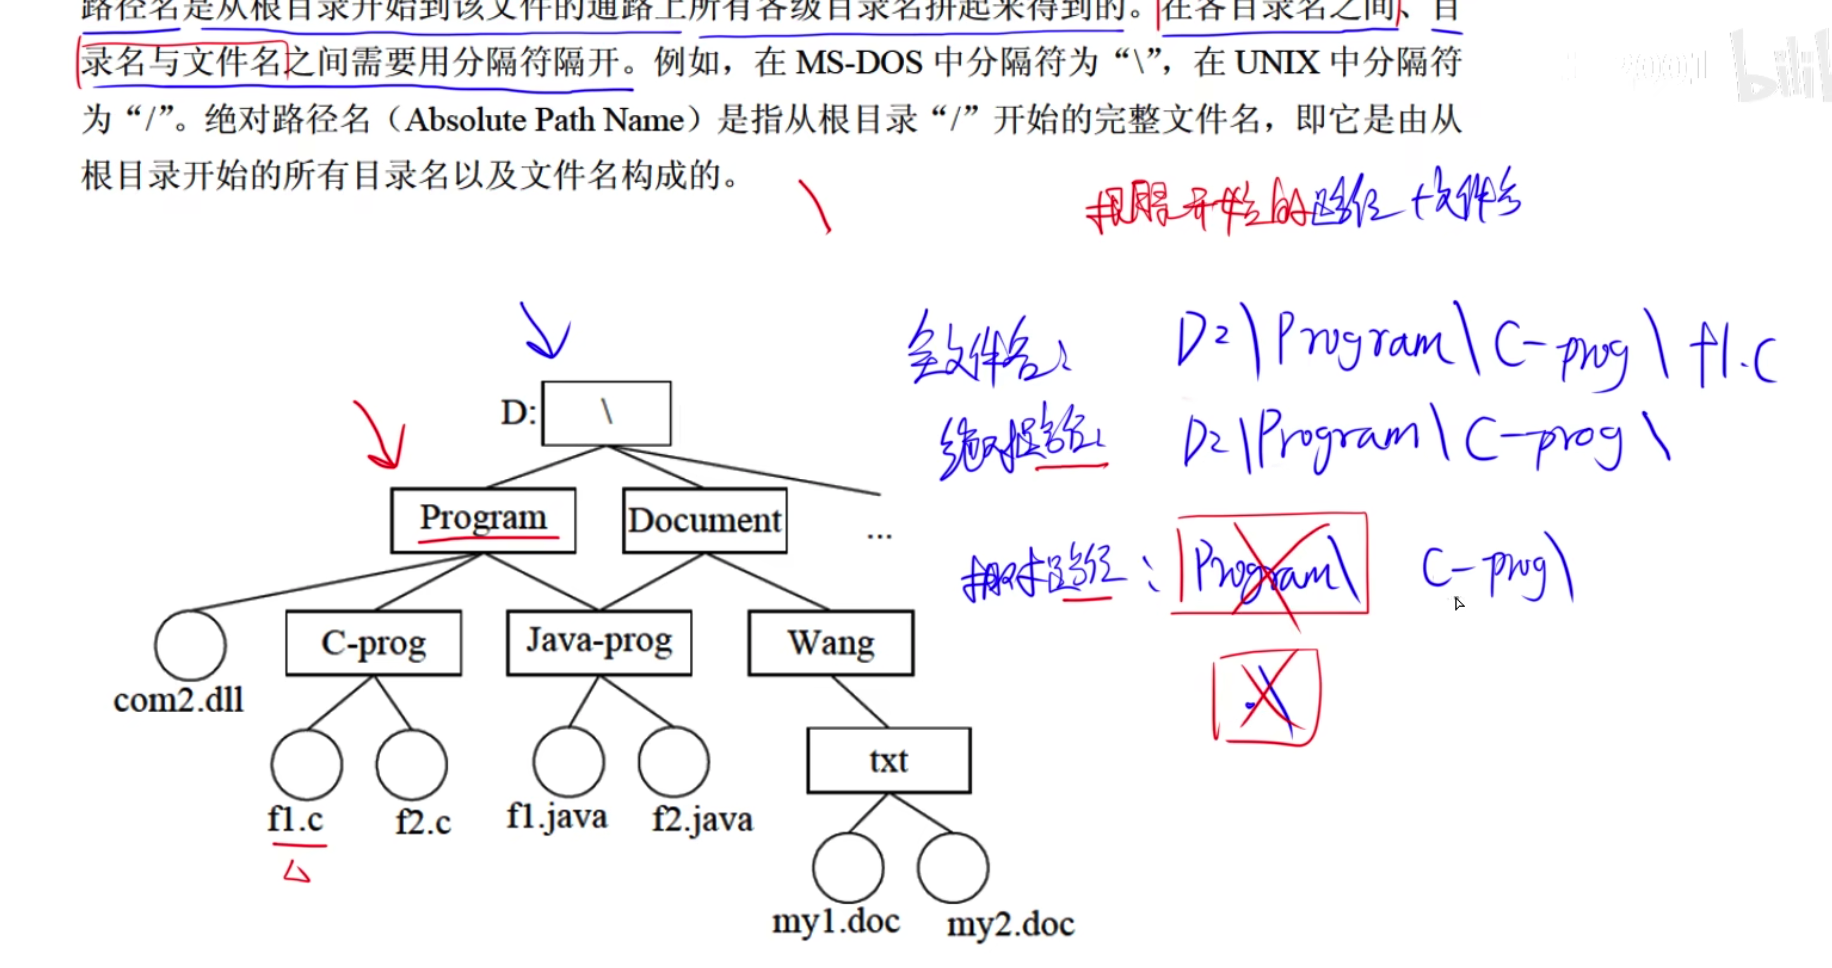 路径名是从根目录开始到该文件的通路上所有各级目录名拼起来得到的。在各目录名之间、目
录名与文件名之间需要用分隔符隔开。例如，在 MS-DOS 中分隔符为“\”，在 UNIX 中分隔符
为“/”。绝对路径名（Absolute Path Name）是指从根目录“/”开始的完整文件名，即它是由从
根目录开始的所有目录名以及文件名构成的。
\
开始的路径+文件名
全文件名: D:\Program\C-prog\f1.c
绝对路径: D:\Program\C-prog\
D: \
Program Document ...
相对路径: \Program\ C-prog\
.\
C-prog Java-prog Wang
com2.dll
txt
f1.c f2.c f1.java f2.java
my1.doc my2.doc
bili